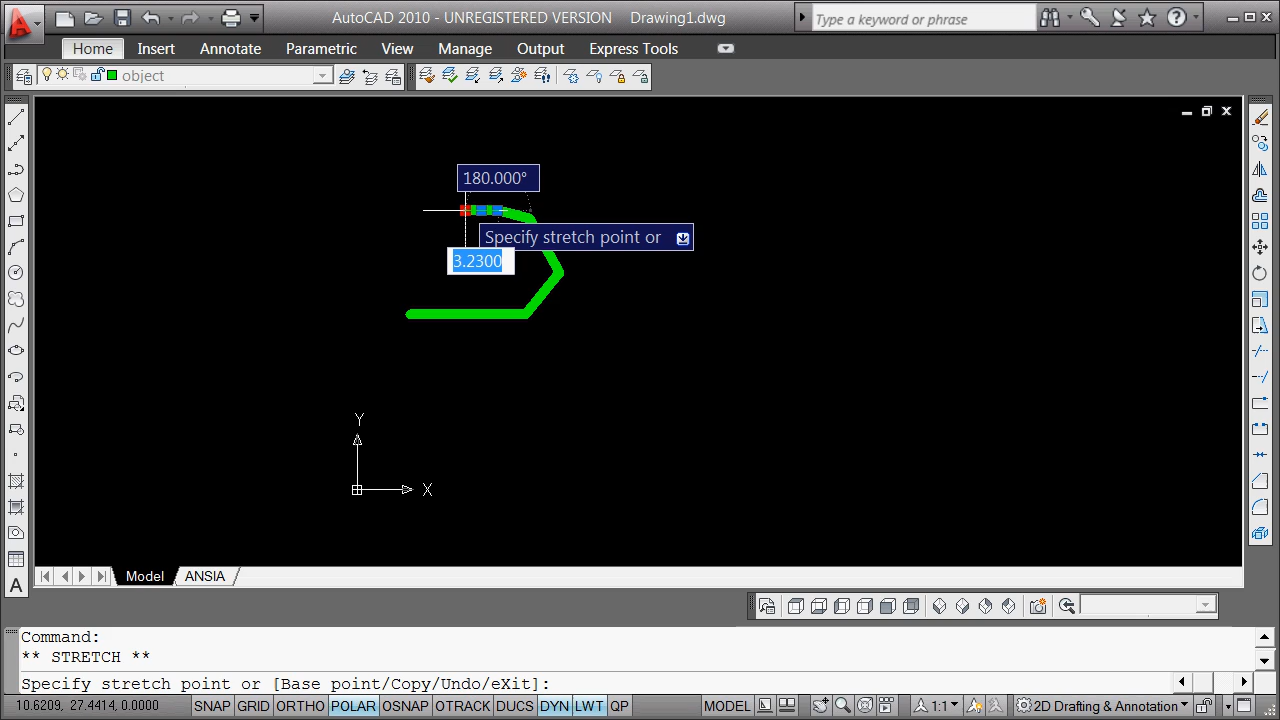 AutoCAD 2010 - UNREGISTERED VERSION Drawing1.dwg
Type a keyword or phrase
Home Insert Annotate Parametric View Manage Output Express Tools
object
180.000°
Specify stretch point or
3.2300
Y
X
Model ANSIA
A
Command:
** STRETCH **
Specify stretch point or [Base point/Copy/Undo/eXit]:
10.6209, 27.4414, 0.0000 SNAP GRID ORTHO POLAR OSNAP OTRACK DUCS DYN LWT QP MODEL 1:1 2D Drafting & Annotation